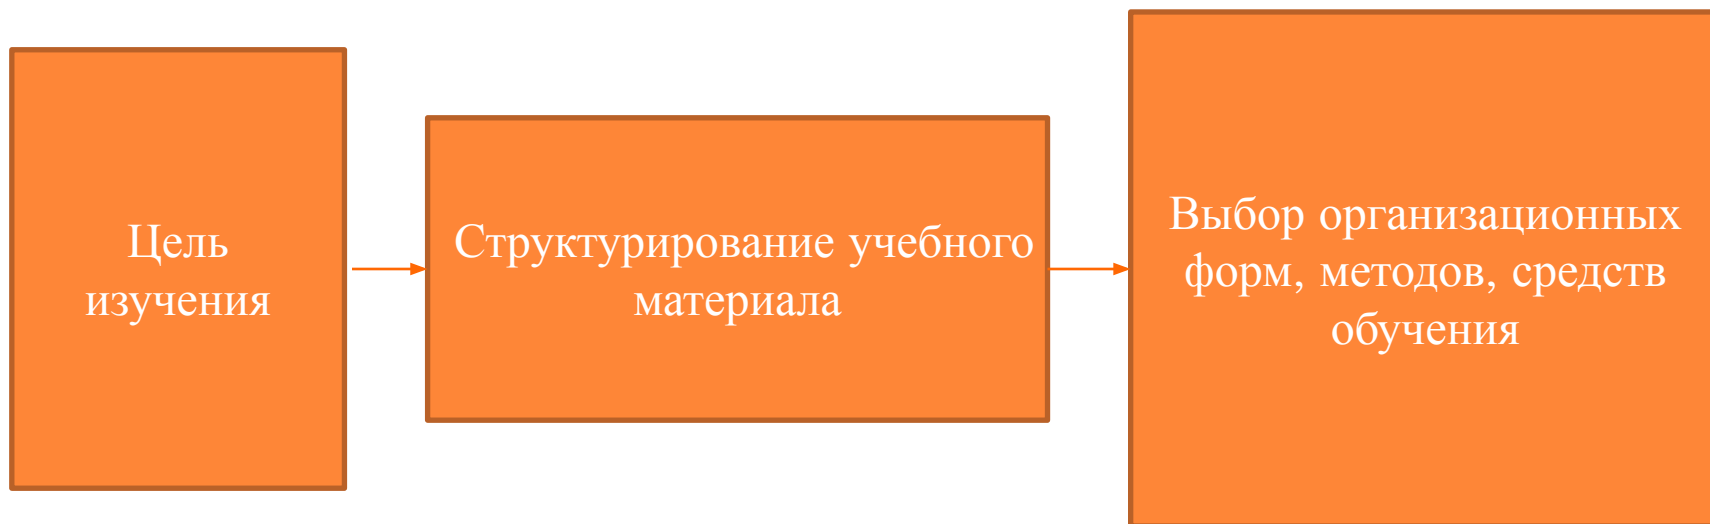 Цель
изучения
Структурирование учебного
материала
Выбор организационных
форм, методов, средств
обучения